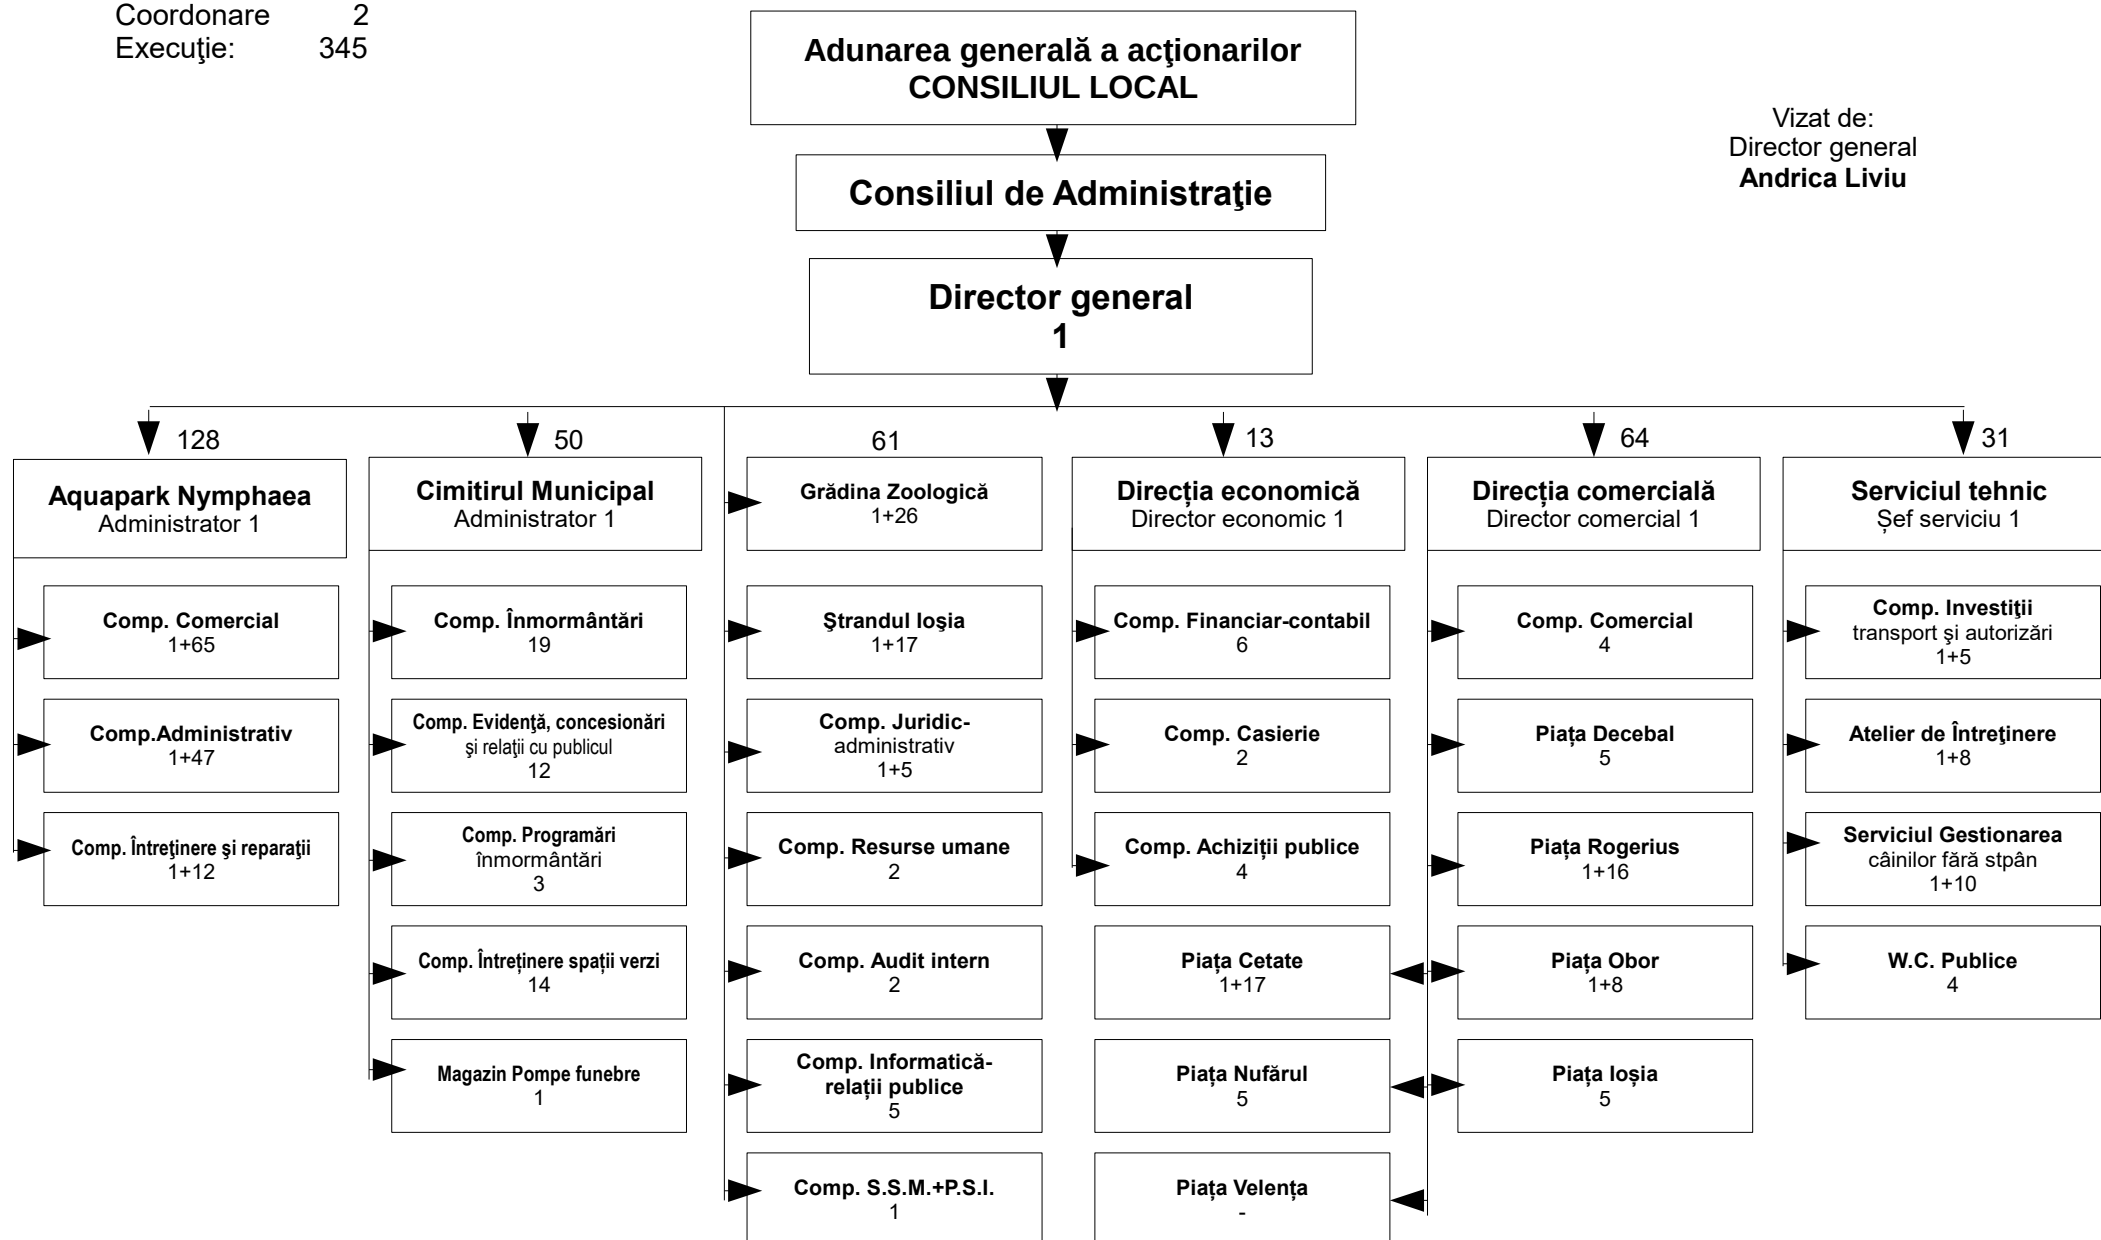 Coordonare 2
Execuţie: 345
Adunarea generală a acţionarilor
CONSILIUL LOCAL
Vizat de:
Director general
Andrica Liviu
Consiliul de Administraţie
Director general
1
128
50
61
13
64
31
Aquapark Nymphaea
Administrator 1
Comp. Comercial
1+65
Comp.Administrativ
1+47
Comp. Întreţinere şi reparaţii
1+12
Cimitirul Municipal
Administrator 1
Comp. Înmormântări
19
Comp. Evidenţă, concesionări
şi relaţii cu publicul
12
Comp. Programări
înmormântări
3
Comp. Întreținere spații verzi
14
Magazin Pompe funebre
1
Grădina Zoologică
1+26
Ştrandul Ioşia
1+17
Comp. Juridic-
administrativ
1+5
Comp. Resurse umane
2
Comp. Audit intern
2
Comp. Informatică-
relații publice
5
Comp. S.S.M.+P.S.I.
1
Direcția economică
Director economic 1
Comp. Financiar-contabil
6
Comp. Casierie
2
Comp. Achiziții publice
4
Piața Cetate
1+17
Piața Nufărul
5
Piața Velența
-
Direcția comercială
Director comercial 1
Comp. Comercial
4
Piața Decebal
5
Piața Rogerius
1+16
Piața Obor
1+8
Piața Ioșia
5
Serviciul tehnic
Șef serviciu 1
Comp. Investiţii
transport şi autorizări
1+5
Atelier de Întreţinere
1+8
Serviciul Gestionarea
câinilor fără stpân
1+10
W.C. Publice
4